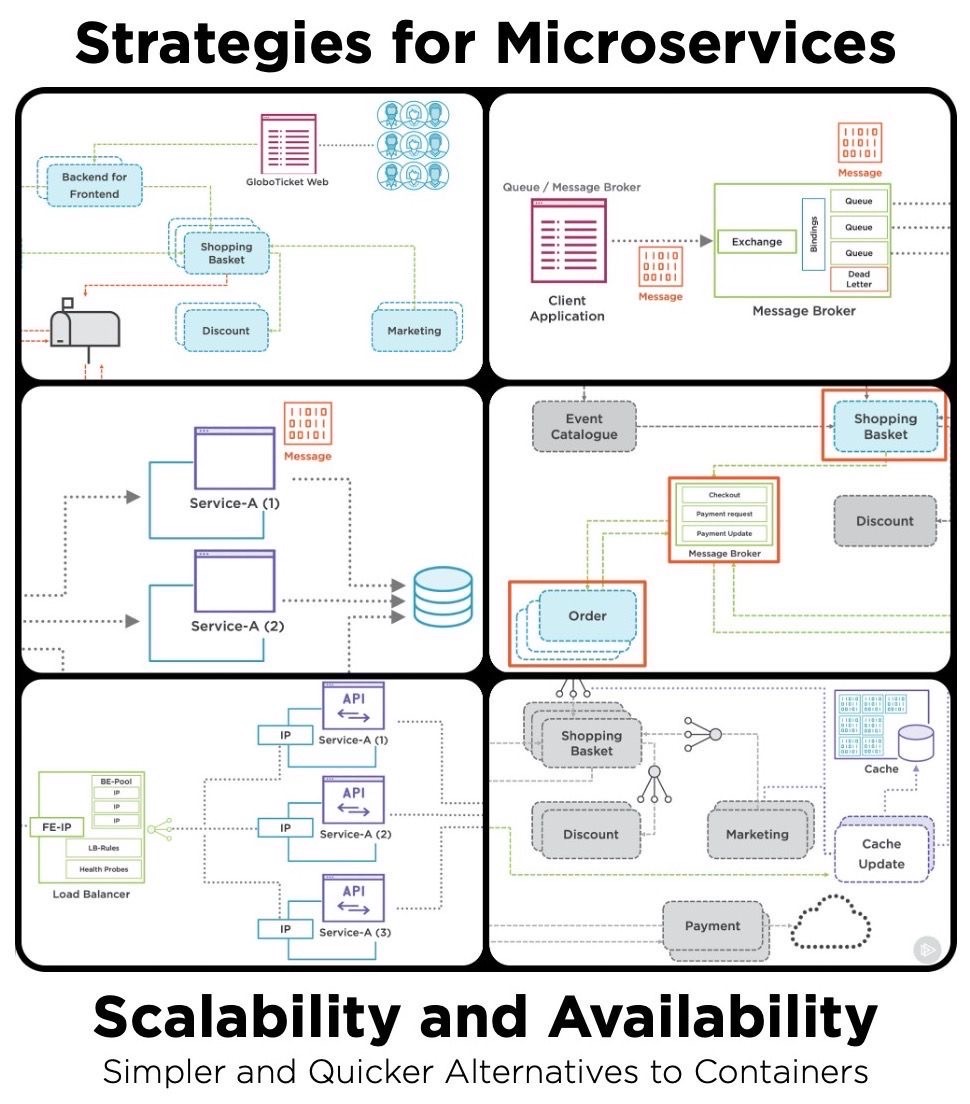 Strategies for Microservices
GloboTicket Web
Backend for
Frontend
Shopping
Basket
Discount
Marketing
Queue / Message Broker
Client
Application
11010
01011
00101
Message
Exchange
Bindings
Queue
Queue
Queue
Dead
Letter
Message Broker
11010
01011
00101
Message
11010
01011
00101
Message
Service-A (1)
Service-A (2)
Event
Catalogue
Shopping
Basket
Checkout
Payment request
Payment Update
Message Broker
Discount
Order
BE-Pool
IP
IP
IP
FE-IP
LB-Rules
Health Probes
Load Balancer
API
IP
Service-A (1)
API
IP
Service-A (2)
API
IP
Service-A (3)
Shopping
Basket
Discount
Marketing
Cache
Cache
Update
Payment
Scalability and Availability
Simpler and Quicker Alternatives to Containers